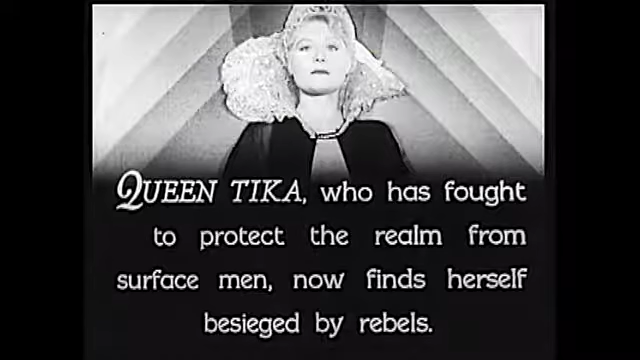 QUEEN TIKA, who has fought
to protect the realm from
surface men, now finds herself
besieged by rebels.